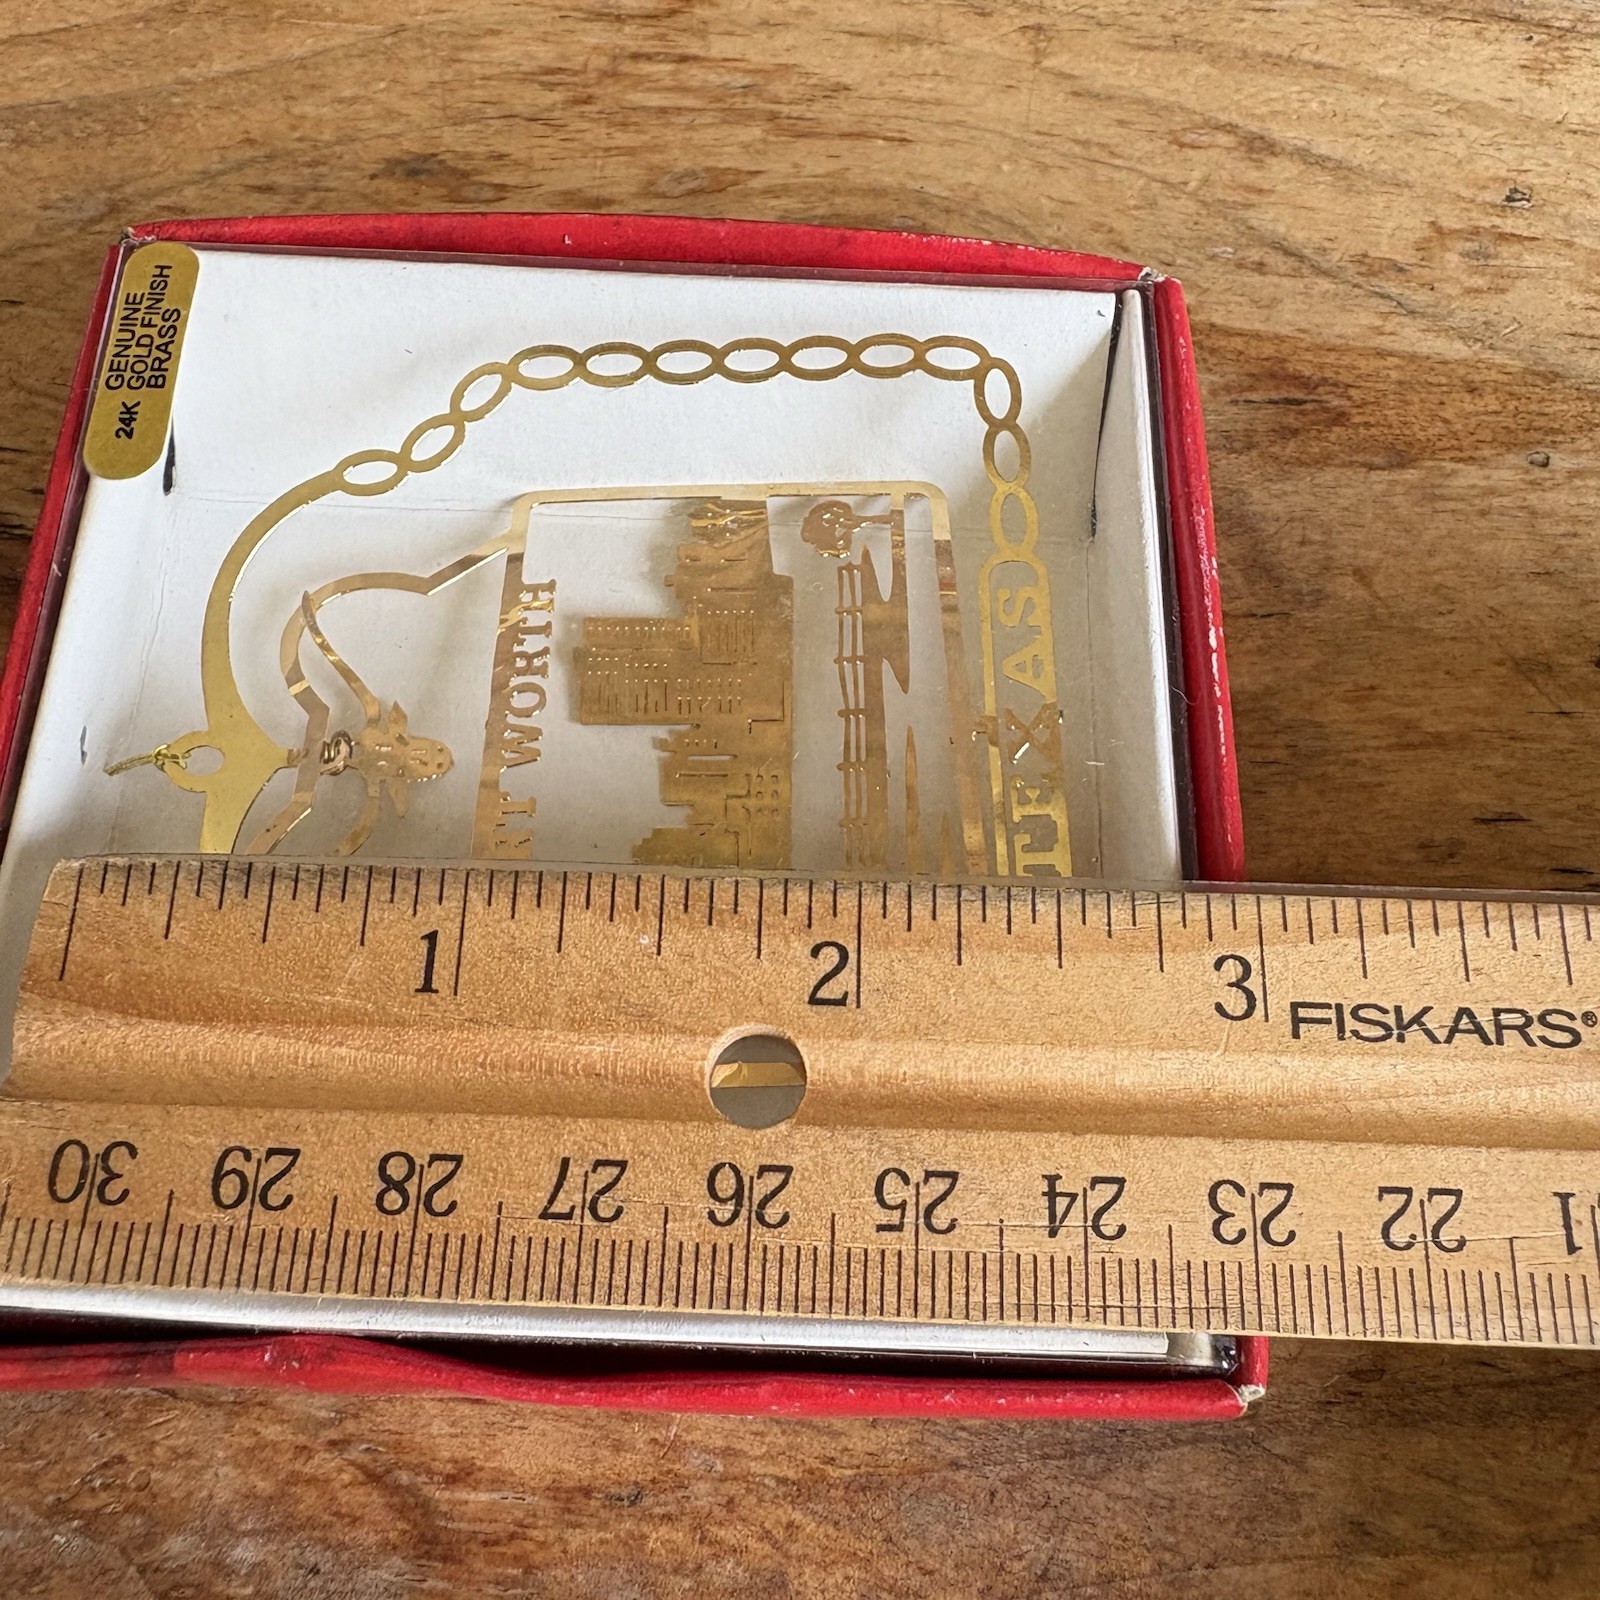 24K GENUINE
GOLD FINISH
BRASS
RT WORTH
TEXAS
1 2 3 FISKARS®
30 29 28 27 26 25 24 23 22